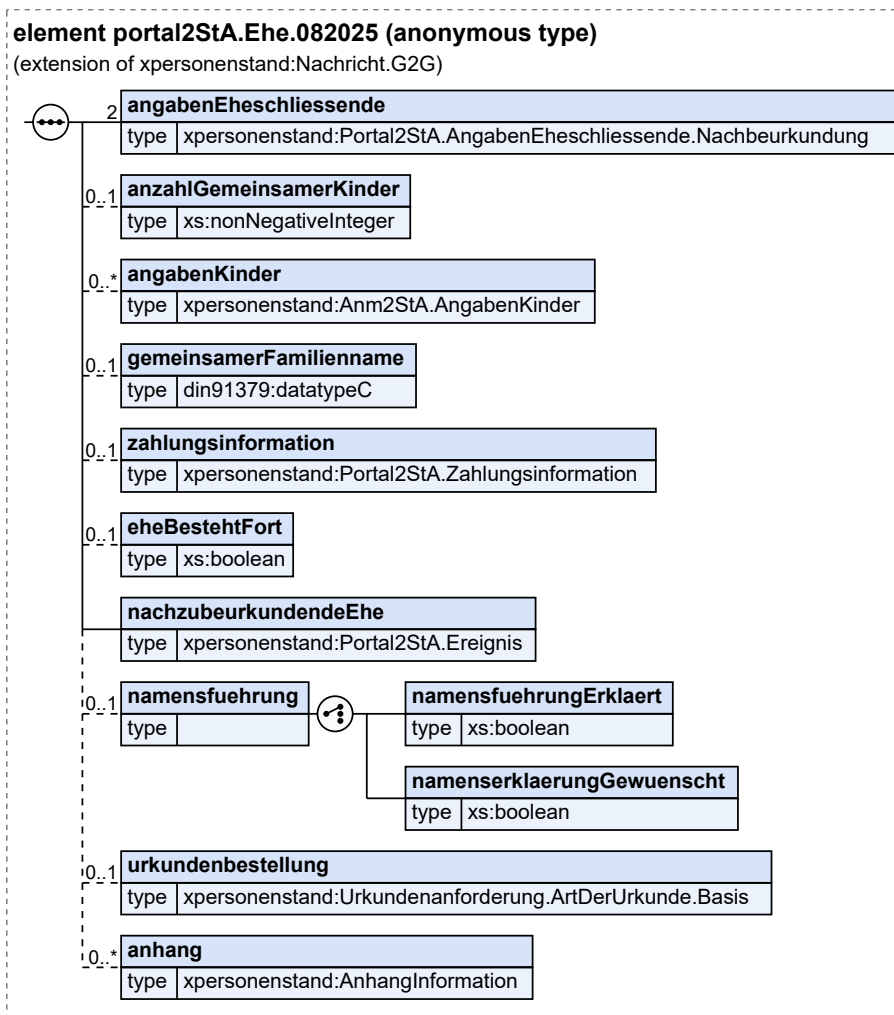 element portal2StA.Ehe.082025 (anonymous type)
(extension of xpersonenstand:Nachricht.G2G)
2 angabenEheschliessende
type xpersonenstand:Portal2StA.AngabenEheschliessende.Nachbeurkundung
0..1 anzahlGemeinsamerKinder
type xs:nonNegativeInteger
0..* angabenKinder
type xpersonenstand:Anm2StA.AngabenKinder
0..1 gemeinsamerFamilienname
type din91379:datatypeC
0..1 zahlungsinformation
type xpersonenstand:Portal2StA.Zahlungsinformation
0..1 eheBestehtFort
type xs:boolean
nachzubeurkundendeEhe
type xpersonenstand:Portal2StA.Ereignis
0..1 namensfuehrung
type
namensfuehrungErklaert
type xs:boolean
namenserklaerungGewuenscht
type xs:boolean
0..1 urkundenbestellung
type xpersonenstand:Urkundenanforderung.ArtDerUrkunde.Basis
0..* anhang
type xpersonenstand:AnhangInformation